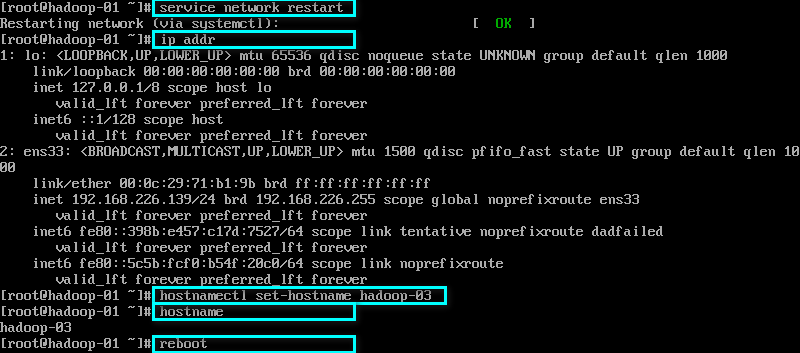 [root@hadoop-01 ~]# service network restart
Restarting network (via systemctl): [ OK ]
[root@hadoop-01 ~]# ip addr
1: lo: <LOOPBACK,UP,LOWER_UP> mtu 65536 qdisc noqueue state UNKNOWN group default qlen 1000
link/loopback 00:00:00:00:00:00 brd 00:00:00:00:00:00
inet 127.0.0.1/8 scope host lo
valid_lft forever preferred_lft forever
inet6 ::1/128 scope host
valid_lft forever preferred_lft forever
2: ens33: <BROADCAST,MULTICAST,UP,LOWER_UP> mtu 1500 qdisc pfifo_fast state UP group default qlen 10
00
link/ether 00:0c:29:71:b1:9b brd ff:ff:ff:ff:ff:ff
inet 192.168.226.139/24 brd 192.168.226.255 scope global noprefixroute ens33
valid_lft forever preferred_lft forever
inet6 fe80::398b:e457:c17d:7527/64 scope link tentative noprefixroute dadfailed
valid_lft forever preferred_lft forever
inet6 fe80::5c5b:fcf0:b54f:20c0/64 scope link noprefixroute
valid_lft forever preferred_lft forever
[root@hadoop-01 ~]# hostnamectl set-hostname hadoop-03
[root@hadoop-01 ~]# hostname
hadoop-03
[root@hadoop-01 ~]# reboot